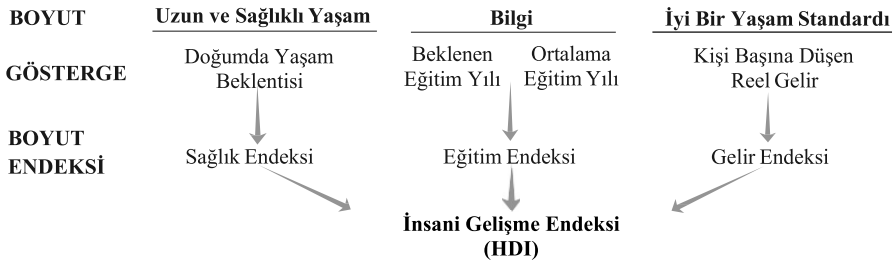 BOYUT Uzun ve Sağlıklı Yaşam Bilgi İyi Bir Yaşam Standardı
GÖSTERGE
Doğumda Yaşam
Beklentisi
Beklenen
Eğitim Yılı
Ortalama
Eğitim Yılı
Kişi Başına Düşen
Reel Gelir
BOYUT
ENDEKSİ
Sağlık Endeksi Eğitim Endeksi Gelir Endeksi
İnsani Gelişme Endeksi
(HDI)